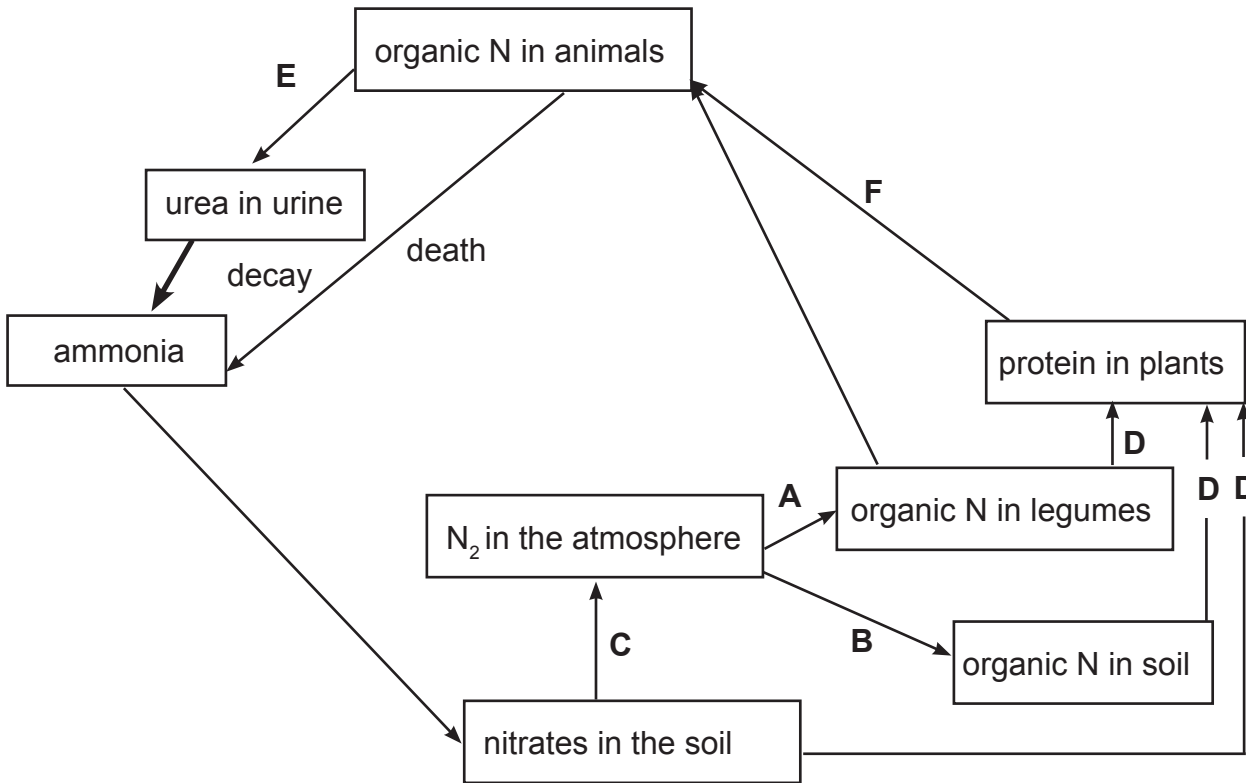 organic N in animals
E
urea in urine
F
death
decay
ammonia
protein in plants
D
A
D D
organic N in legumes
N₂ in the atmosphere
B
C
organic N in soil
nitrates in the soil